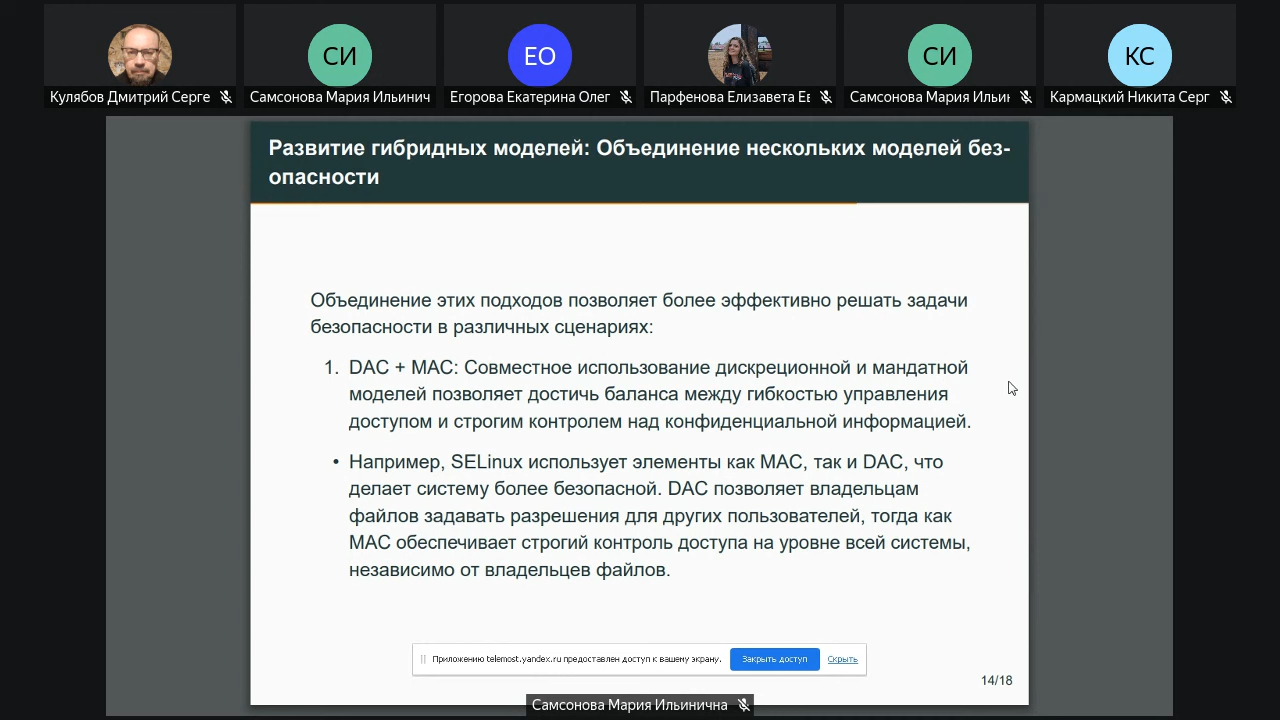 СИ
ЕО
СИ
КС
Кулябов Дмитрий Серге
Самсонова Мария Ильинич
Егорова Екатерина Олег
Парфенова Елизавета Ев
Самсонова Мария Ильин
Кармацкий Никита Серг
Развитие гибридных моделей: Объединение нескольких моделей без-
опасности
Объединение этих подходов позволяет более эффективно решать задачи
безопасности в различных сценариях:
1. DAC + MAC: Совместное использование дискреционной и мандатной
моделей позволяет достичь баланса между гибкостью управления
доступом и строгим контролем над конфиденциальной информацией.
• Например, SELinux использует элементы как MAC, так и DAC, что
делает систему более безопасной. DAC позволяет владельцам
файлов задавать разрешения для других пользователей, тогда как
MAC обеспечивает строгий контроль доступа на уровне всей системы,
независимо от владельцев файлов.
Приложению telemost.yandex.ru предоставлен доступ к вашему экрану.
Закрыть доступ
Скрыть
14/18
Самсонова Мария Ильинична